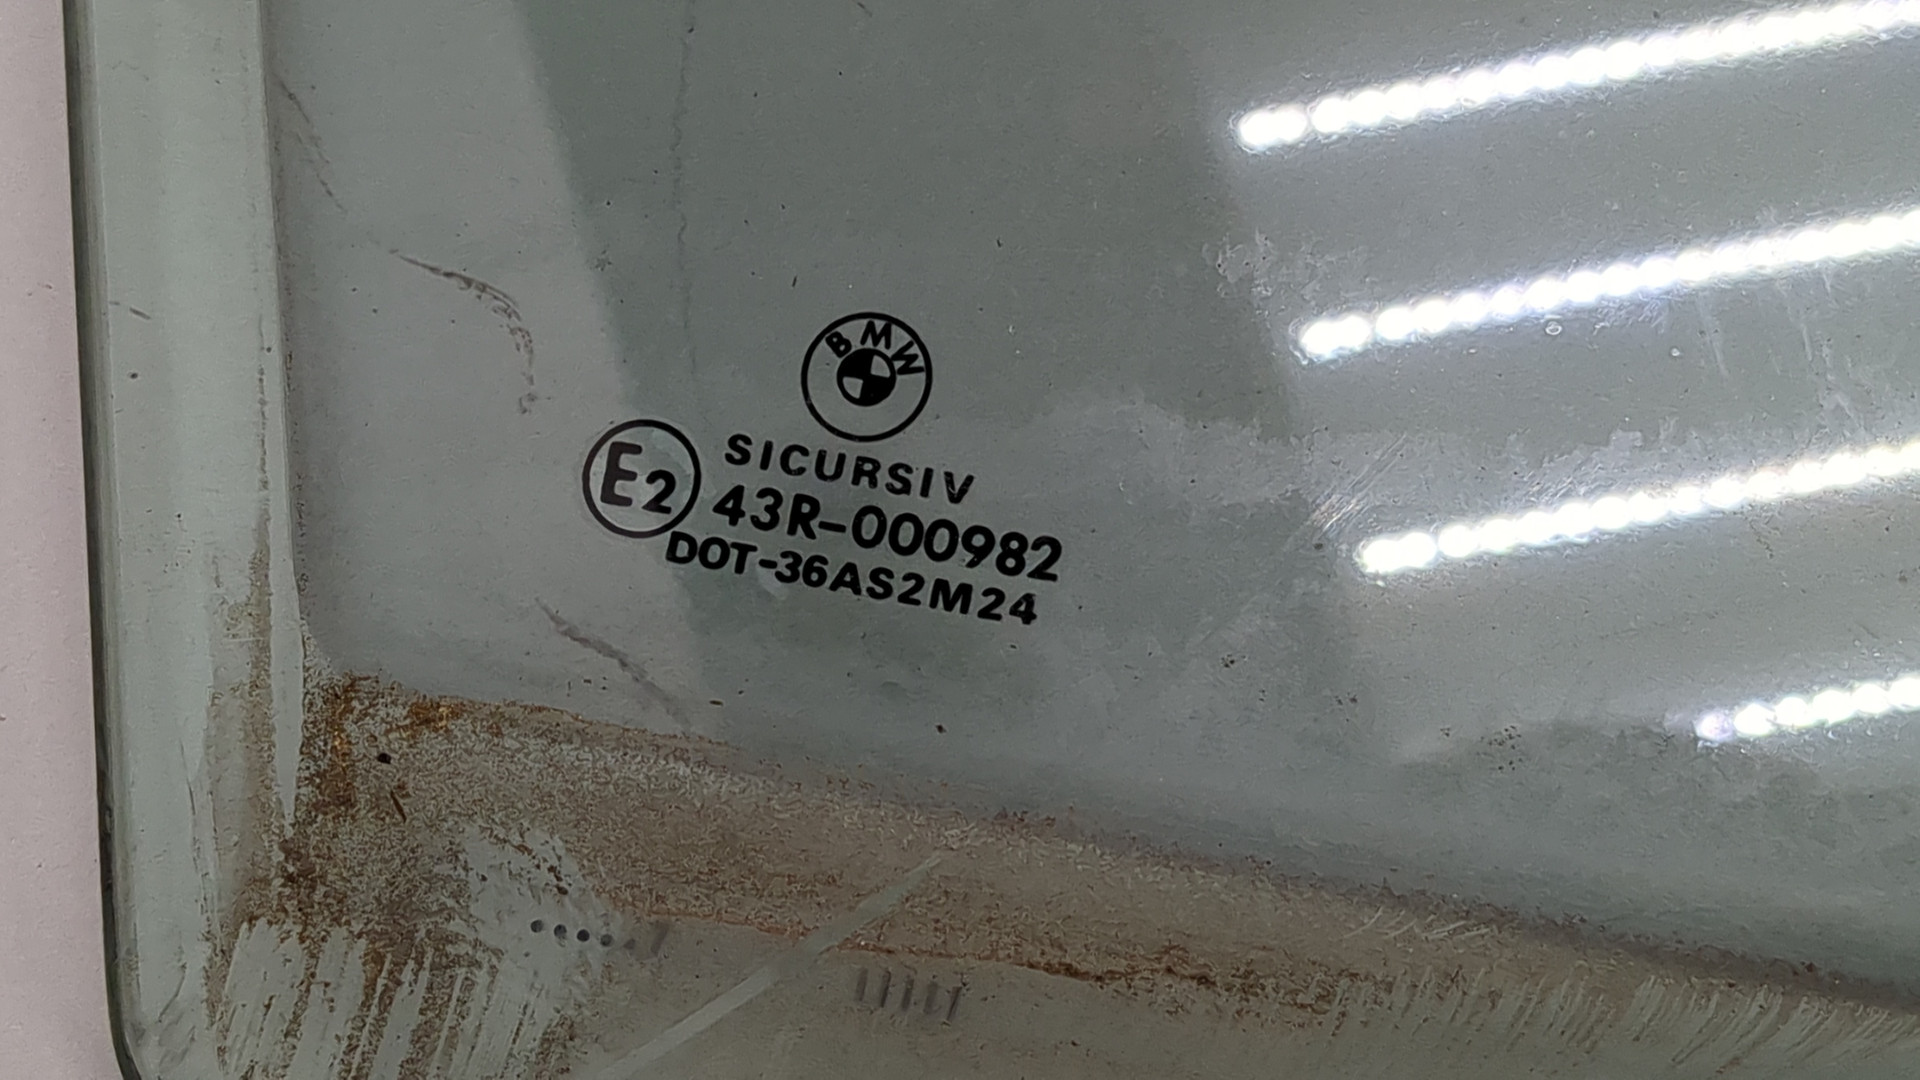 BMW
SICURSIV
E2 43R-000982
DOT-36AS2M24